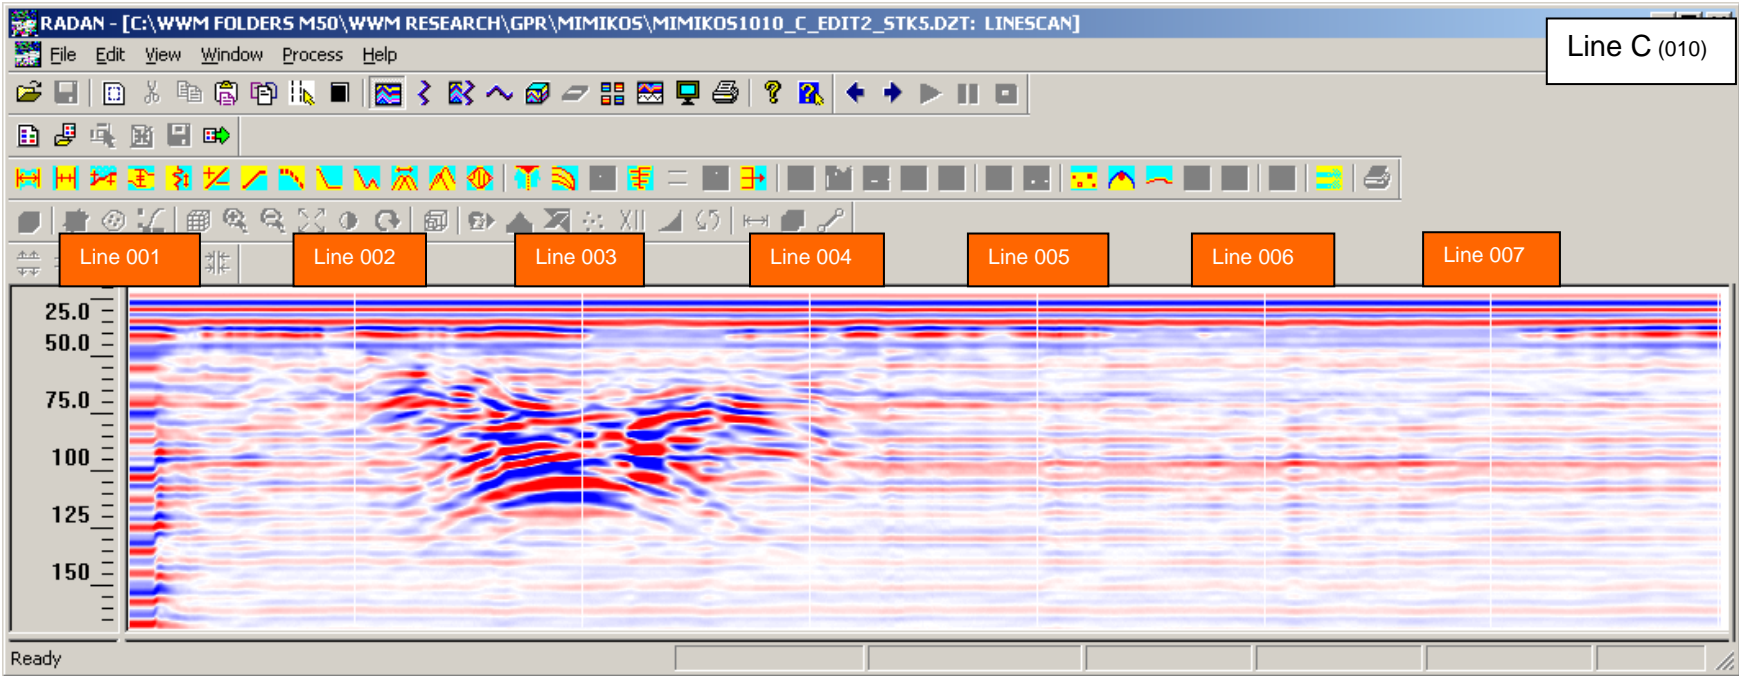 RADAN - [C:\WWM FOLDERS M50\WWM RESEARCH\GPR\MIMIKOS\MIMIKOS1010_C_EDIT2_STK5.DZT: LINESCAN]
Line C (010)
File Edit View Window Process Help
XII
Line 001 Line 002 Line 003 Line 004 Line 005 Line 006 Line 007
25.0
50.0
75.0
100
125
150
Ready